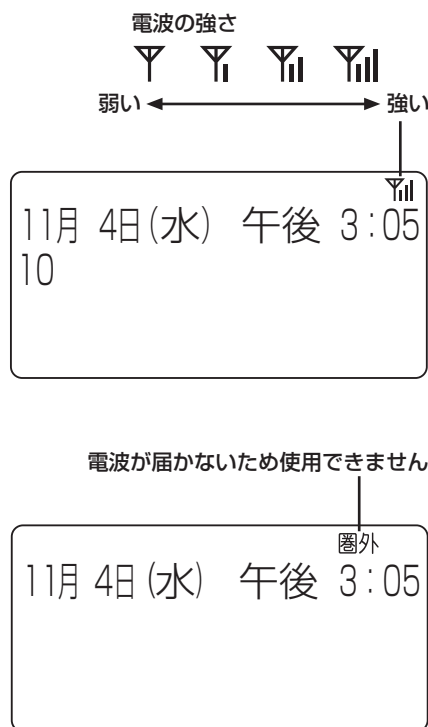 電波の強さ
弱い 強い
11月 4日(水) 午後 3:05
10
電波が届かないため使用できません
圏外
11月 4日(水) 午後 3:05